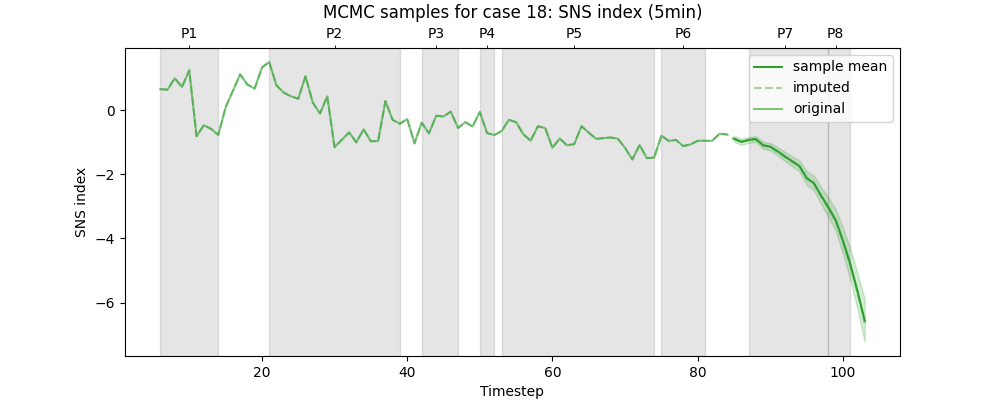 MCMC samples for case 18: SNS index (5min)
P1 P2 P3 P4 P5 P6 P7 P8
sample mean
imputed
original
0
−2
−4
−6
SNS index
20 40 60 80 100
Timestep